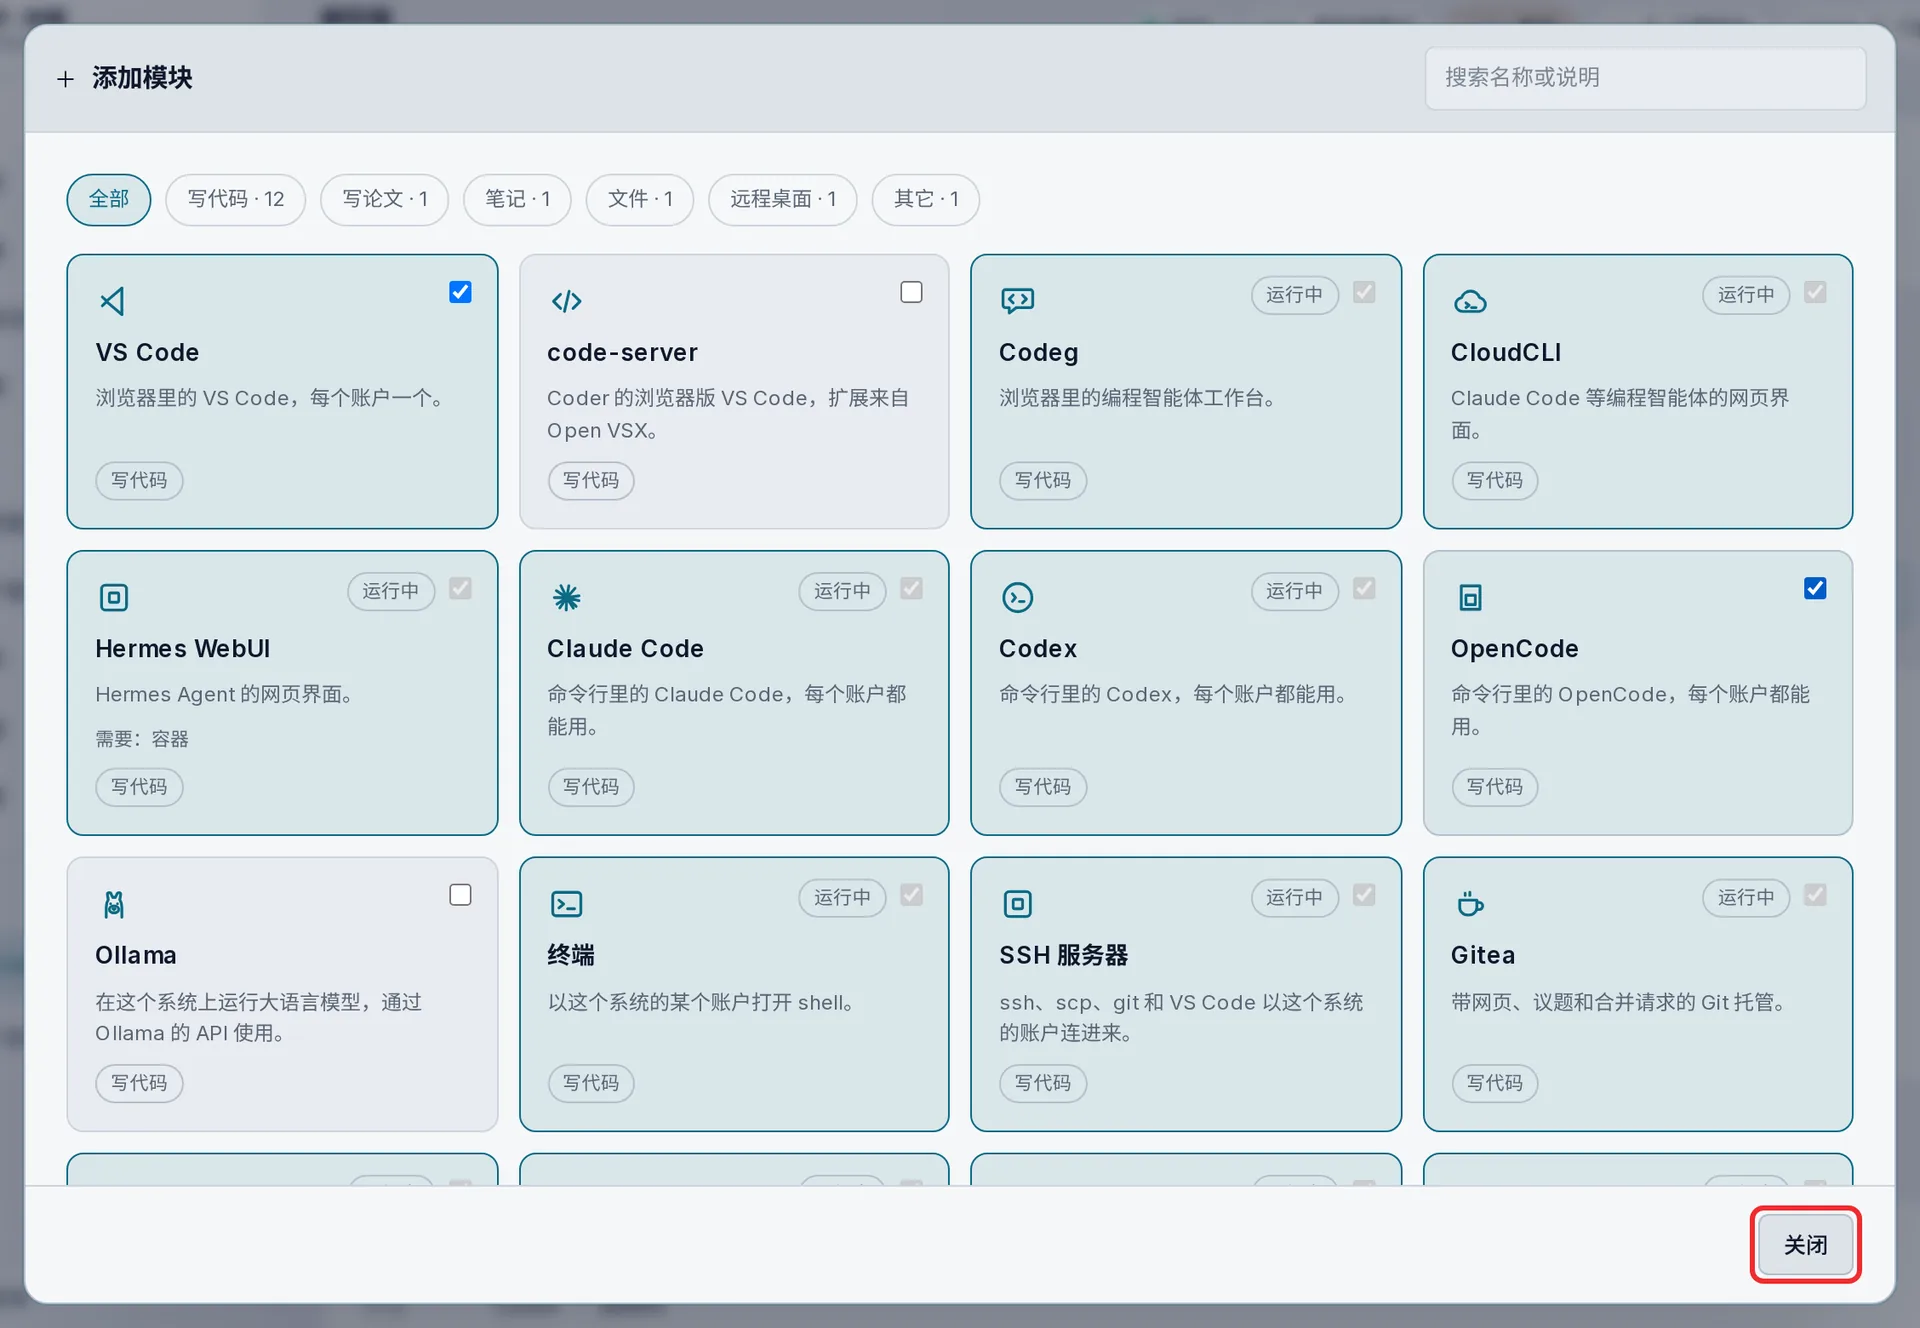 添加模块
搜索名称或说明
全部
写代码 · 12
写论文 · 1
笔记 · 1
文件 · 1
远程桌面 · 1
其它 · 1
VS Code
浏览器里的 VS Code，每个账户一个。
写代码
code-server
Coder 的浏览器版 VS Code，扩展来自
Open VSX。
写代码
运行中
Codeg
浏览器里的编程智能体工作台。
写代码
运行中
CloudCLI
Claude Code 等编程智能体的网页界
面。
写代码
运行中
Hermes WebUI
Hermes Agent 的网页界面。
需要：容器
写代码
运行中
Claude Code
命令行里的 Claude Code，每个账户都
能用。
写代码
运行中
Codex
命令行里的 Codex，每个账户都能用。
写代码
OpenCode
命令行里的 OpenCode，每个账户都能
用。
写代码
Ollama
在这个系统上运行大语言模型，通过
Ollama 的 API 使用。
写代码
运行中
终端
以这个系统的某个账户打开 shell。
写代码
运行中
SSH 服务器
ssh、scp、git 和 VS Code 以这个系统
的账户连进来。
写代码
运行中
Gitea
带网页、议题和合并请求的 Git 托管。
写代码
关闭